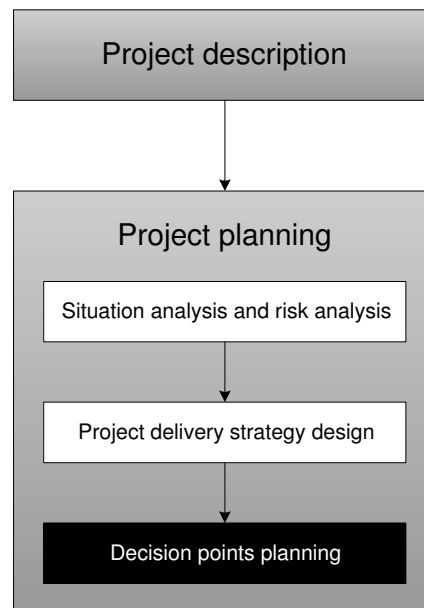 Project description
Project planning
Situation analysis and risk analysis
Project delivery strategy design
Decision points planning